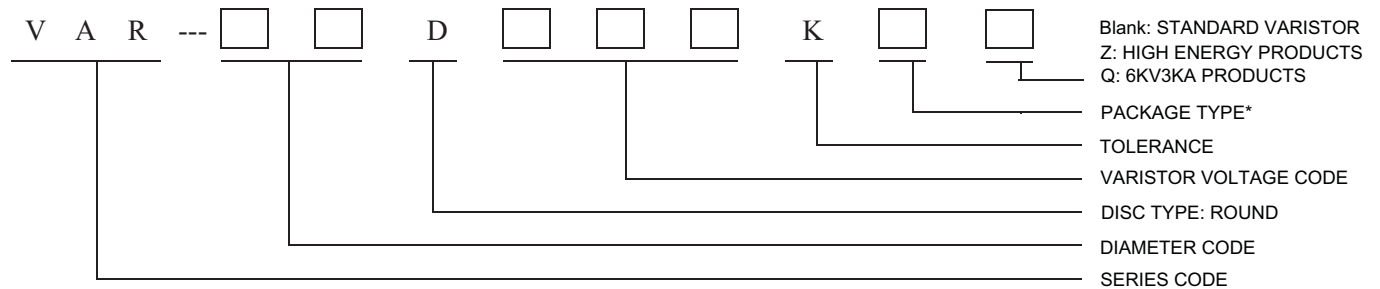 V A R --- D K
Blank: STANDARD VARISTOR
Z: HIGH ENERGY PRODUCTS
Q: 6KV3KA PRODUCTS
PACKAGE TYPE*
TOLERANCE
VARISTOR VOLTAGE CODE
DISC TYPE: ROUND
DIAMETER CODE
SERIES CODE